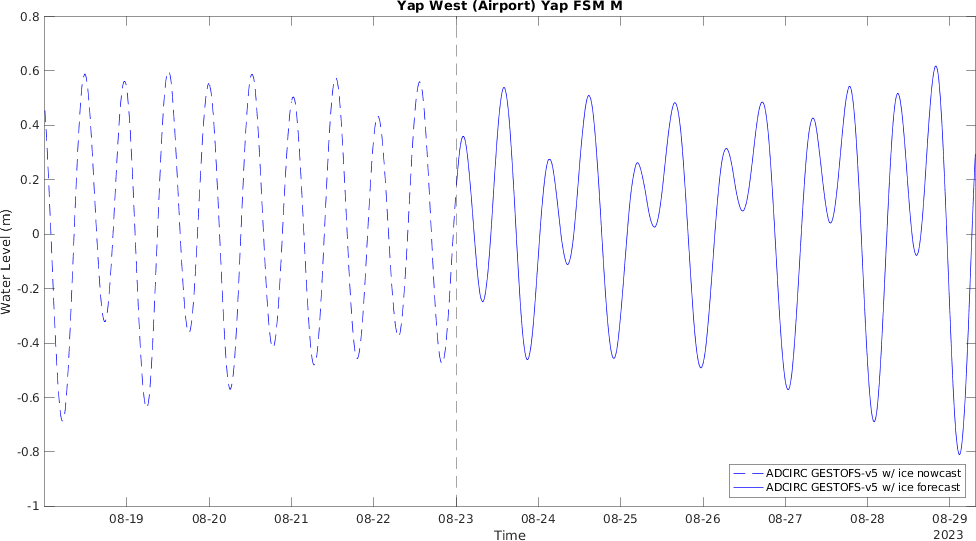 Yap West (Airport) Yap FSM M
Water Level (m)
0.8
0.6
0.4
0.2
0
-0.2
-0.4
-0.6
-0.8
-1
ADCIRC GESTOFS-v5 w/ ice nowcast
ADCIRC GESTOFS-v5 w/ ice forecast
08-19 08-20 08-21 08-22 08-23 08-24 08-25 08-26 08-27 08-28 08-29
Time
2023